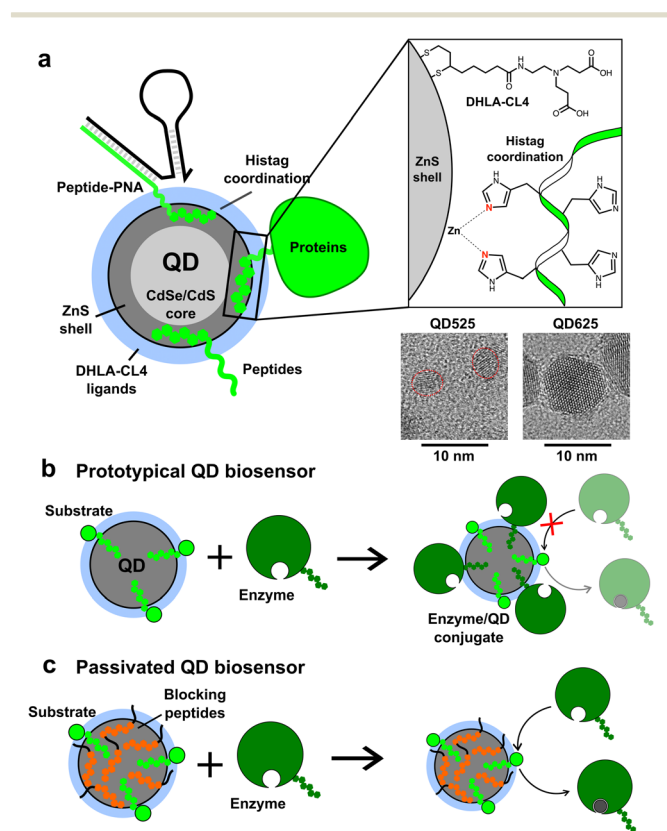 a
Peptide-PNA
Histag
coordination
Proteins
QD
CdSe/CdS
core
ZnS
shell
DHLA-CL4
ligands
Peptides
S
S
O
H
N
N
O
OH
O
OH
DHLA-CL4
ZnS
shell
Histag
coordination
Zn
H
N
N
N
N
H
H
N
N
N
N
H
QD525
QD625
10 nm
10 nm
b Prototypical QD biosensor
Substrate
QD
Enzyme
Enzyme/QD
conjugate
c Passivated QD biosensor
Blocking
peptides
Substrate
Enzyme